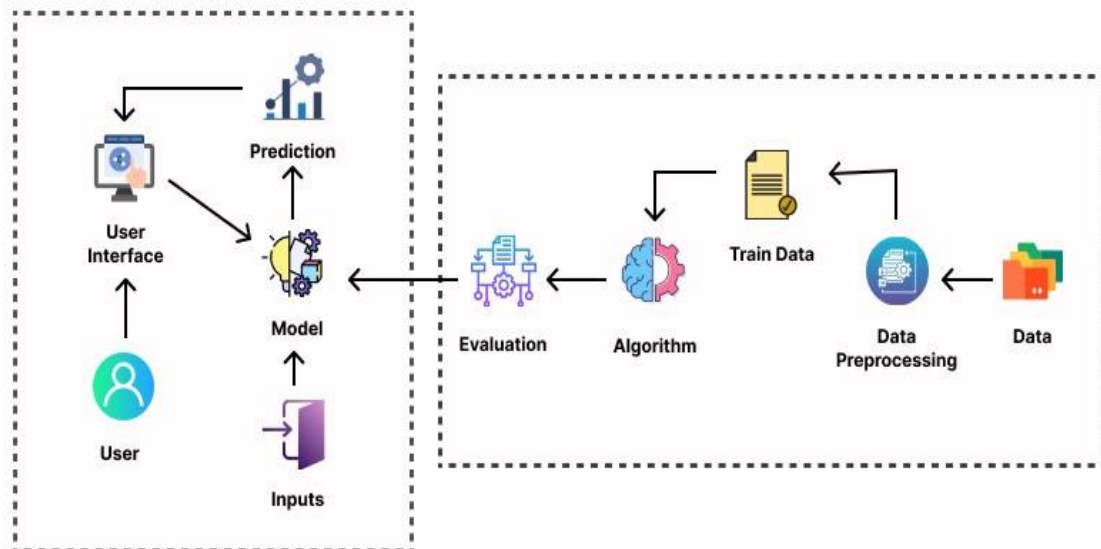 Prediction
User
Interface
Model
User
Inputs
Train Data
Evaluation
Algorithm
Data
Preprocessing
Data